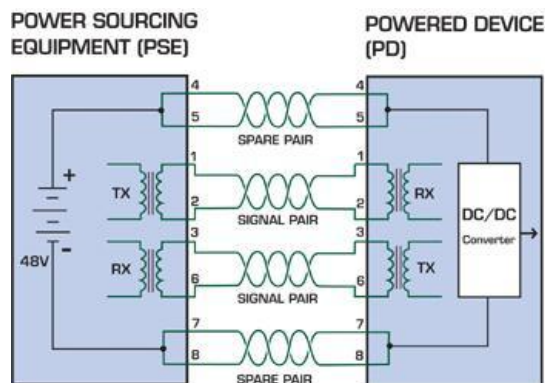 POWER SOURCING
EQUIPMENT (PSE)
POWERED DEVICE
(PD)
4
4
5
5
SPARE PAIR
1
1
+
TX
RX
2
2
SIGNAL PAIR
DC/DC
Converter
3
3
-
48V
RX
TX
6
6
SIGNAL PAIR
7
7
8
8
SPARE PAIR